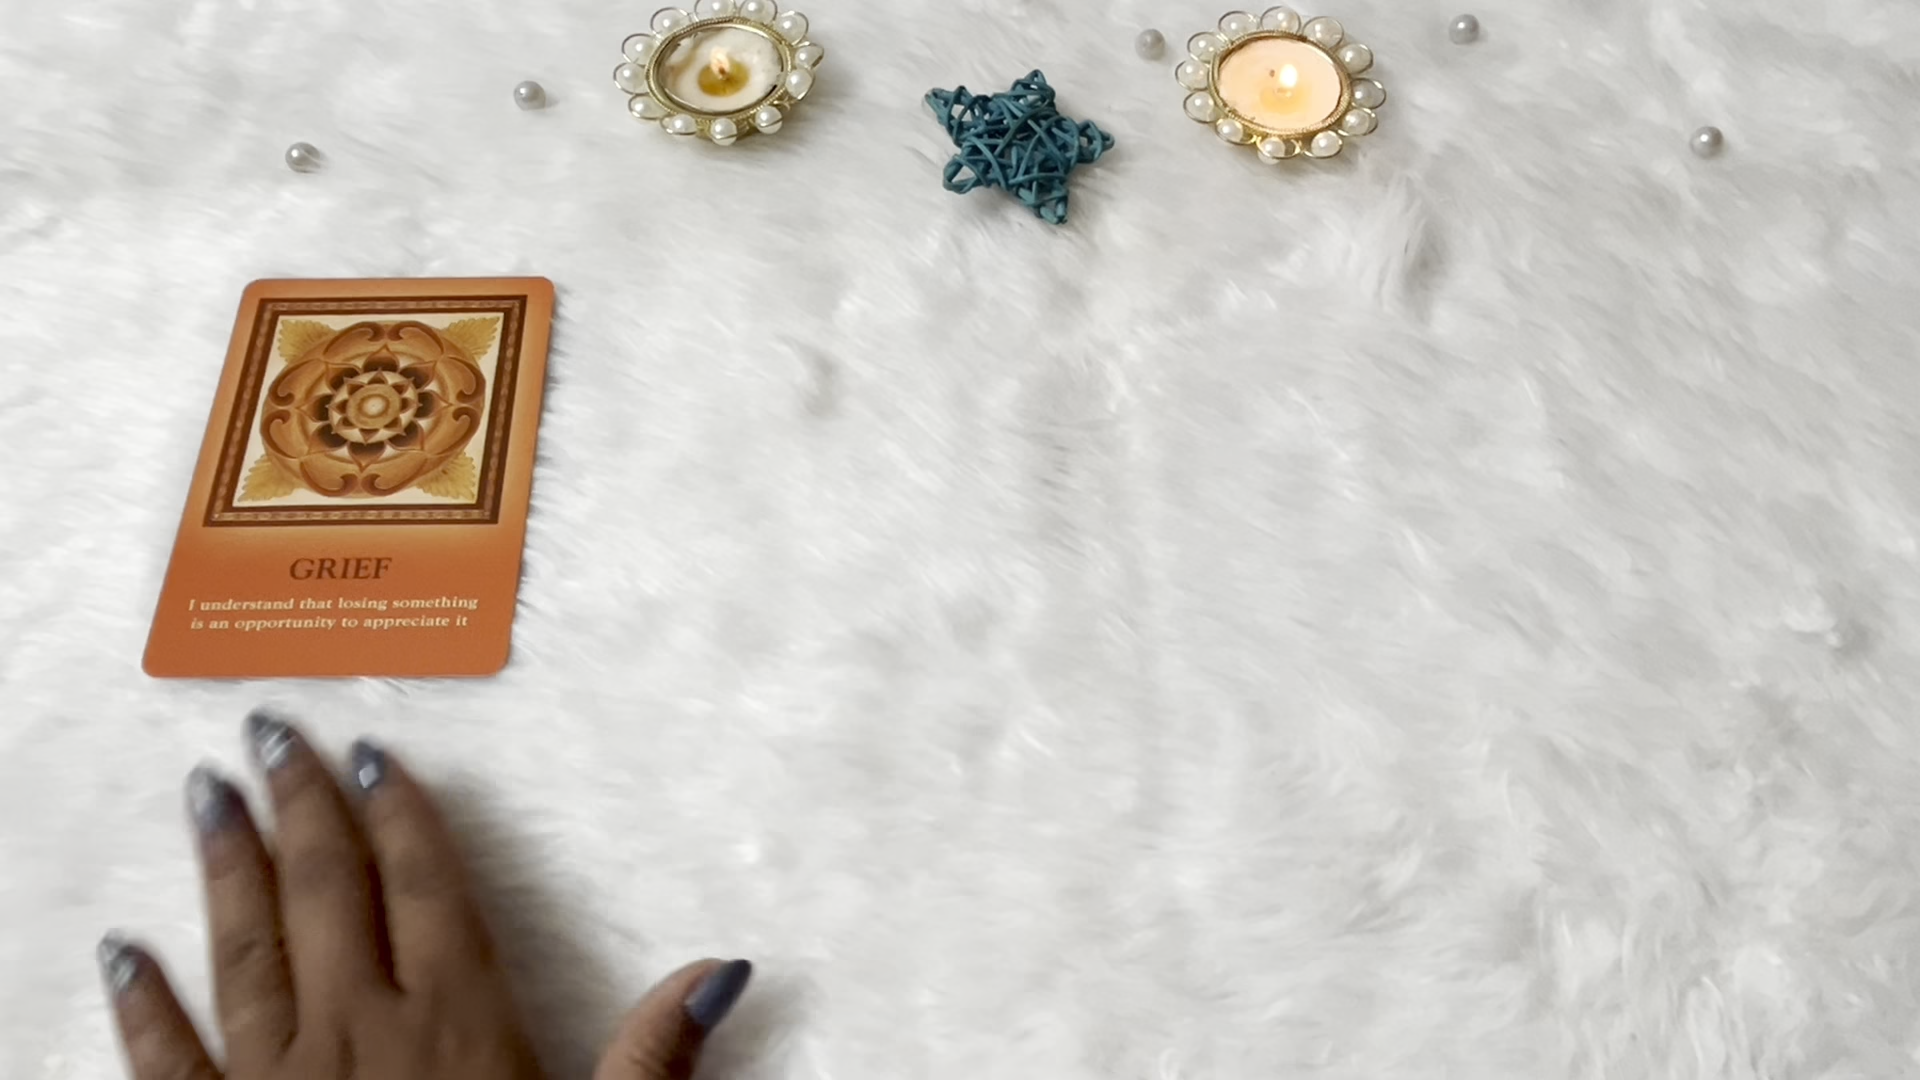 GRIEF
I understand that losing something
is an opportunity to appreciate it